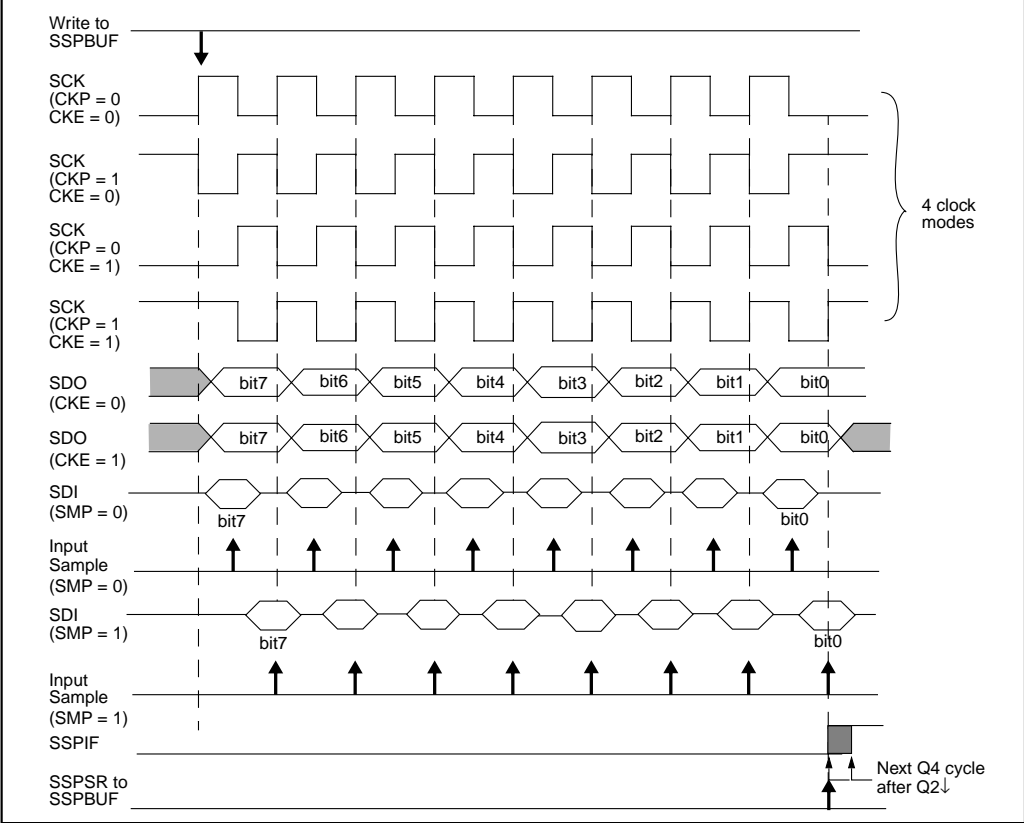 Write to
SSPBUF
SCK
(CKP = 0
CKE = 0)
SCK
(CKP = 1
CKE = 0)
4 clock
modes
SCK
(CKP = 0
CKE = 1)
SCK
(CKP = 1
CKE = 1)
SDO
(CKE = 0)
bit7 bit6 bit5 bit4 bit3 bit2 bit1 bit0
SDO
(CKE = 1)
bit7 bit6 bit5 bit4 bit3 bit2 bit1 bit0
SDI
(SMP = 0)
bit7 bit0
Input
Sample
(SMP = 0)
SDI
(SMP = 1)
bit7 bit0
Input
Sample
(SMP = 1)
SSPIF
Next Q4 cycle
after Q2↓
SSPSR to
SSPBUF